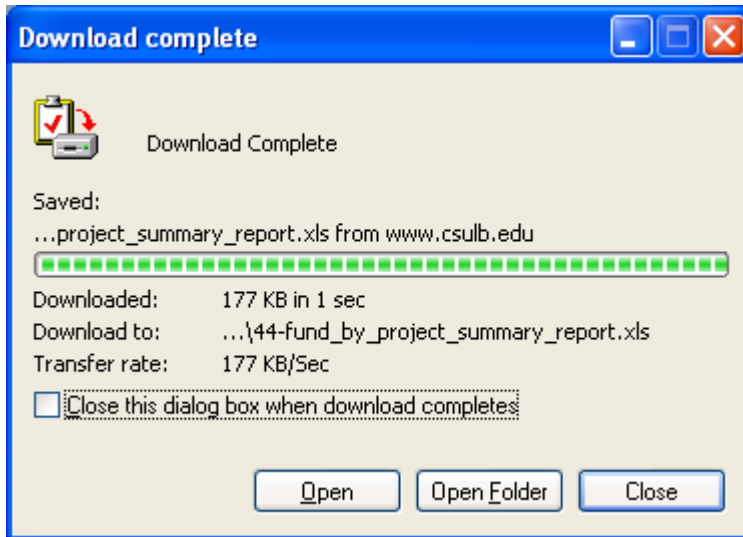 Download complete
Download Complete
Saved:
...project_summary_report.xls from www.csulb.edu
Downloaded: 177 KB in 1 sec
Download to: ...\44-fund_by_project_summary_report.xls
Transfer rate: 177 KB/Sec
Close this dialog box when download completes
Open Open Folder Close